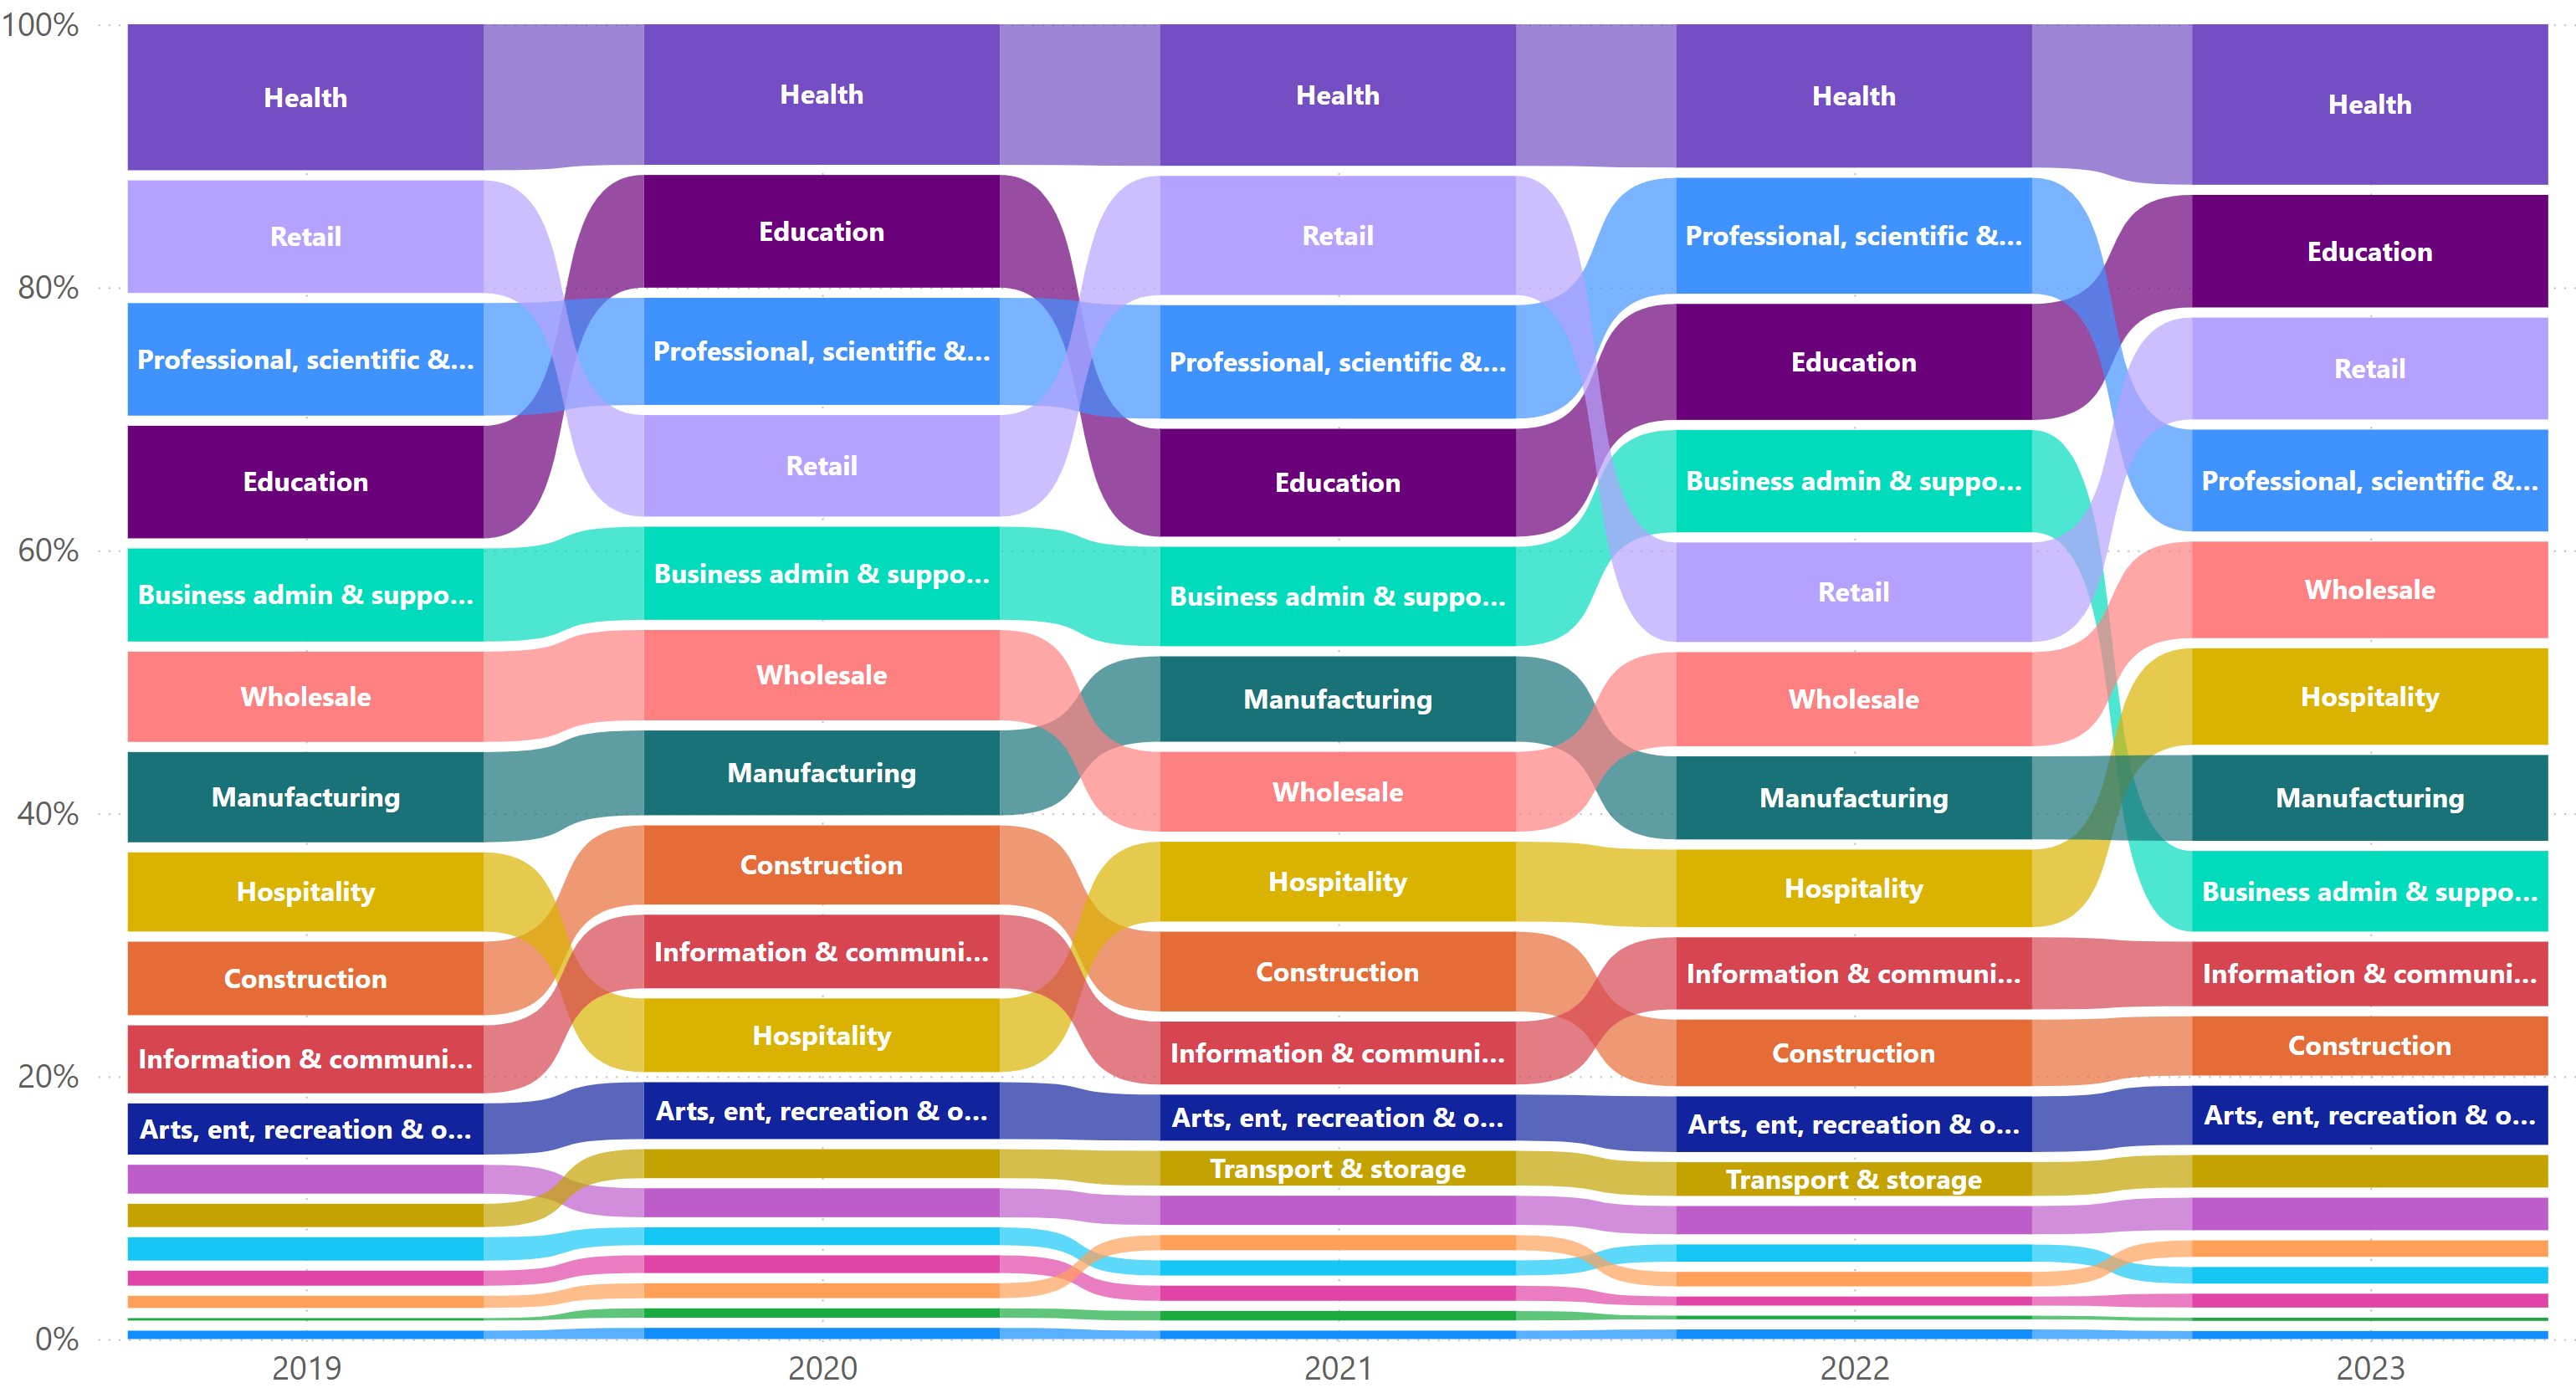 100%
80%
60%
40%
20%
0%
Health
Retail
Professional, scientific &...
Education
Business admin & suppo...
Wholesale
Manufacturing
Hospitality
Construction
Information & communi...
Arts, ent, recreation & o...
Health
Education
Professional, scientific &...
Retail
Business admin & suppo...
Wholesale
Manufacturing
Construction
Information & communi...
Hospitality
Arts, ent, recreation & o...
Health
Retail
Professional, scientific &...
Education
Business admin & suppo...
Manufacturing
Wholesale
Hospitality
Construction
Information & communi...
Arts, ent, recreation & o...
Transport & storage
Health
Professional, scientific &...
Education
Business admin & suppo...
Retail
Wholesale
Manufacturing
Hospitality
Information & communi...
Construction
Arts, ent, recreation & o...
Transport & storage
Health
Education
Retail
Professional, scientific &...
Wholesale
Hospitality
Manufacturing
Business admin & suppo...
Information & communi...
Construction
Arts, ent, recreation & o...
2019
2020
2021
2022
2023